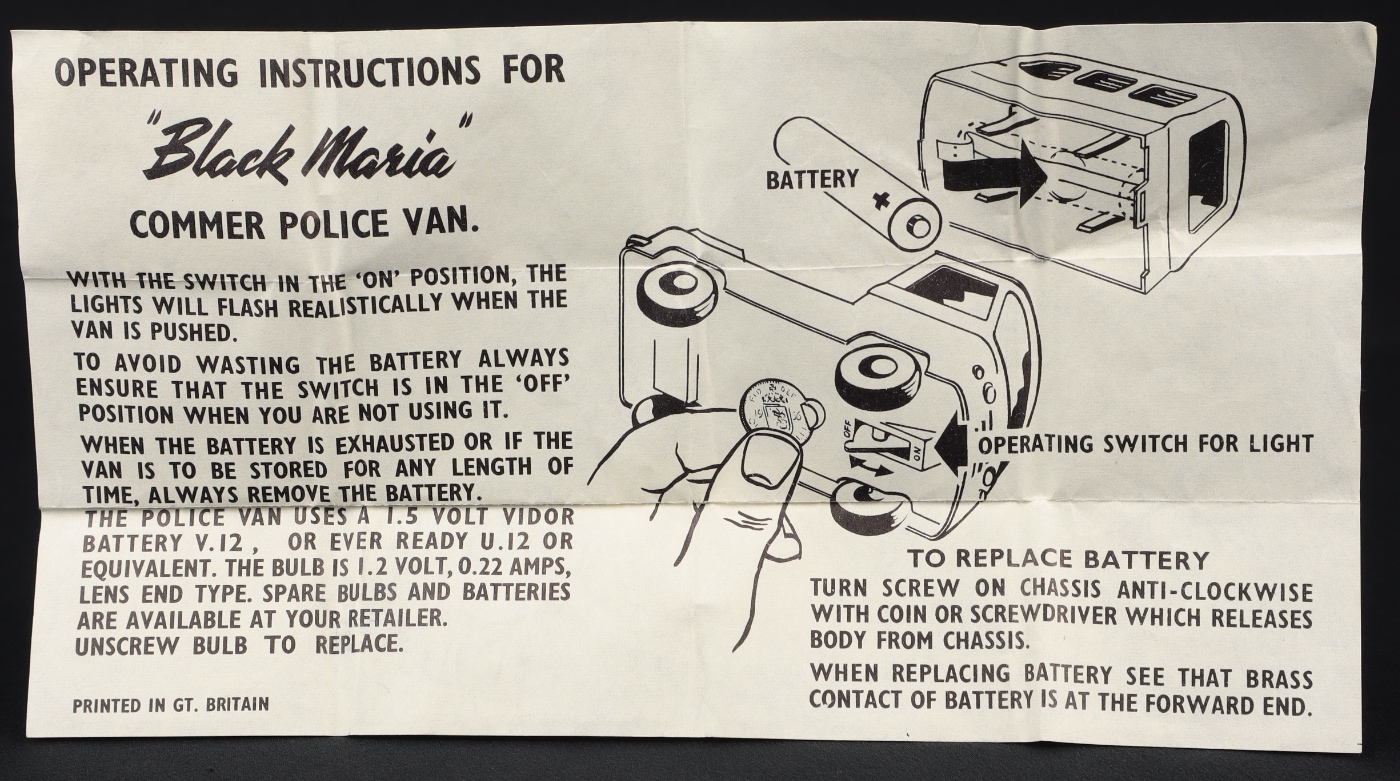 OPERATING INSTRUCTIONS FOR
"Black Maria"
COMMER POLICE VAN.
WITH THE SWITCH IN THE 'ON' POSITION, THE
LIGHTS WILL FLASH REALISTICALLY WHEN THE
VAN IS PUSHED.
TO AVOID WASTING THE BATTERY ALWAYS
ENSURE THAT THE SWITCH IS IN THE 'OFF'
POSITION WHEN YOU ARE NOT USING IT.
WHEN THE BATTERY IS EXHAUSTED OR IF THE
VAN IS TO BE STORED FOR ANY LENGTH OF
TIME, ALWAYS REMOVE THE BATTERY.
THE POLICE VAN USES A 1.5 VOLT VIDOR
BATTERY V.12, OR EVER READY U.12 OR
EQUIVALENT. THE BULB IS 1.2 VOLT, 0.22 AMPS,
LENS END TYPE. SPARE BULBS AND BATTERIES
ARE AVAILABLE AT YOUR RETAILER.
UNSCREW BULB TO REPLACE.
PRINTED IN GT. BRITAIN
BATTERY
+
OFF
ON
OPERATING SWITCH FOR LIGHT
TO REPLACE BATTERY
TURN SCREW ON CHASSIS ANTI-CLOCKWISE
WITH COIN OR SCREWDRIVER WHICH RELEASES
BODY FROM CHASSIS.
WHEN REPLACING BATTERY SEE THAT BRASS
CONTACT OF BATTERY IS AT THE FORWARD END.